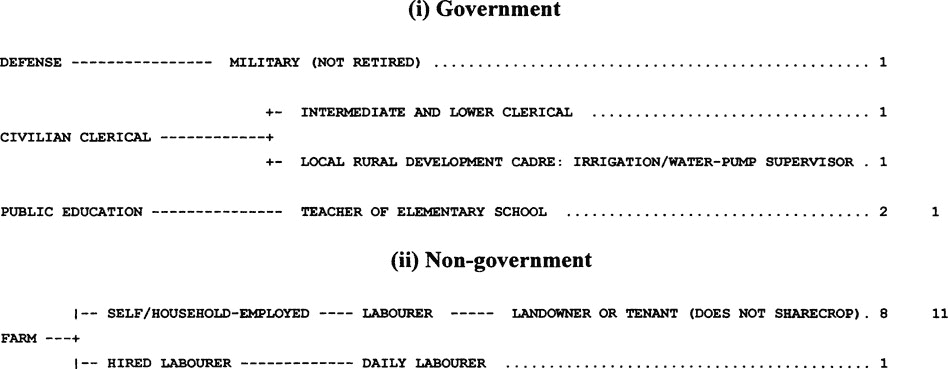 (i) Government
DEFENSE ---------------- MILITARY (NOT RETIRED) ................................................. 1
+- INTERMEDIATE AND LOWER CLERICAL ............................... 1
CIVILIAN CLERICAL ------------+
+- LOCAL RURAL DEVELOPMENT CADRE: IRRIGATION/WATER-PUMP SUPERVISOR . 1
PUBLIC EDUCATION --------------- TEACHER OF ELEMENTARY SCHOOL .................................. 2 1
(ii) Non-government
|-- SELF/HOUSEHOLD-EMPLOYED ---- LABOURER ----- LANDOWNER OR TENANT (DOES NOT SHARECROP). 8 11
FARM ---+
|-- HIRED LABOURER ------------- DAILY LABOURER ......................................... 1